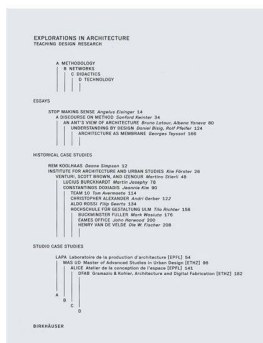 EXPLORATIONS IN ARCHITECTURE
TEACHING DESIGN RESEARCH
A METHODOLOGY
B NETWORKS
C DIDACTICS
D TECHNOLOGY
ESSAYS
STOP MAKING SENSE Angelus Eisinger 14
A DISCOURSE ON METHOD Sanford Kwinter 34
AN ANT'S VIEW OF ARCHITECTURE Bruno Latour, Albena Yaneva 80
UNDERSTANDING BY DESIGN Daniel Bisig, Rolf Pfeifer 124
ARCHITECTURE AS MEMBRANE Georges Teyssot 166
HISTORICAL CASE STUDIES
REM KOOLHAAS Deane Simpson 12
INSTITUTE FOR ARCHITECTURE AND URBAN STUDIES Kim Förster 26
VENTURI, SCOTT BROWN, AND IZENOUR Martino Stierli 48
LUCIUS BURCKHARDT Martin Josephy 76
CONSTANTINOS DOXIADIS Jeannie Kim 90
TEAM 10 Tom Avermaete 114
CHRISTOPHER ALEXANDER Andri Gerber 122
ALDO ROSSI Filip Geerts 134
HOCHSCHULE FÜR GESTALTUNG ULM Tilo Richter 156
BUCKMINSTER FULLER Mark Wasiuta 176
EAMES OFFICE John Harwood 200
HENRY VAN DE VELDE Ole W. Fischer 208
STUDIO CASE STUDIES
LAPA Laboratoire de la production d'architecture [EPFL] 54
MAS UD Master of Advanced Studies in Urban Design [ETHZ] 98
ALICE Atelier de la conception de l'espace [EPFL] 141
DFAB Gramazio & Kohler, Architecture and Digital Fabrication [ETHZ] 182
A
B
C
D
BIRKHÄUSER